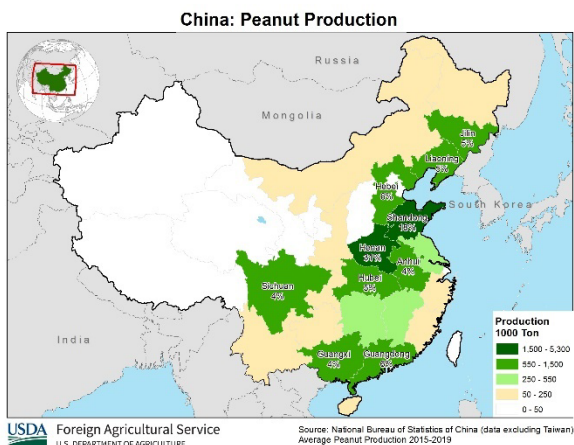 China: Peanut Production
Russia
Mongolia
Jilin
5%
Liaoning
Hebei
South Korea
Shandong
Henan
31%
Anhui
4%
Hubei
Sichuan
4%
India
Guangxi
4%
Guangdong
Production
1000 Ton
1,500 - 5,300
550 - 1,500
250 - 550
50 - 250
0 - 50
USDA Foreign Agricultural Service
U.S. DEPARTMENT OF AGRICULTURE
Source: National Bureau of Statistics of China (data excluding Taiwan)
Average Peanut Production 2015-2019